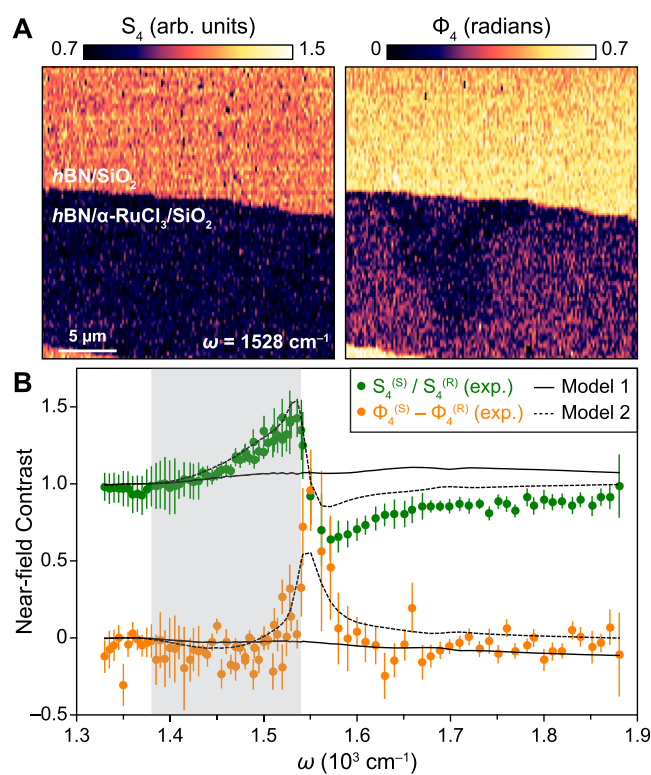 A
S₄ (arb. units)
0.7
1.5
Φ₄ (radians)
0
0.7
hBN/SiO₂
hBN/α-RuCl₃/SiO₂
5 μm
ω = 1528 cm⁻¹
B
S₄⁽ˢ⁾ / S₄⁽ᴿ⁾ (exp.)
Model 1
Φ₄⁽ˢ⁾ – Φ₄⁽ᴿ⁾ (exp.)
Model 2
Near-field Contrast
1.5
1.0
0.5
0
–0.5
1.3
1.4
1.5
1.6
1.7
1.8
1.9
ω (10³ cm⁻¹)